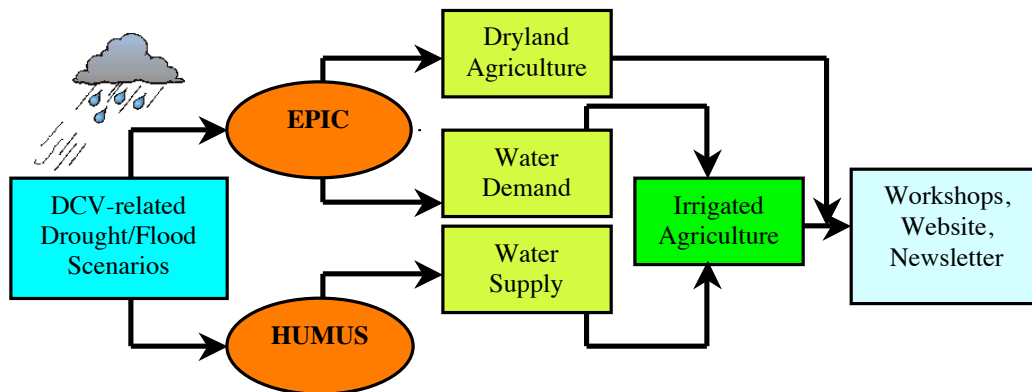 Dryland
Agriculture
EPIC
Water
Demand
DCV-related
Drought/Flood
Scenarios
Irrigated
Agriculture
Workshops,
Website,
Newsletter
Water
Supply
HUMUS